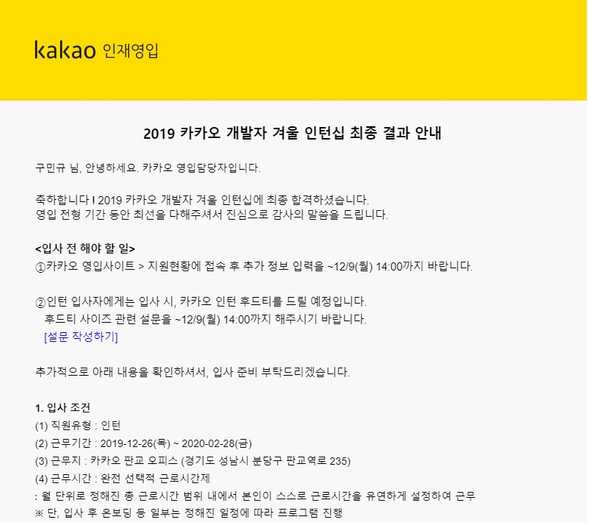 kakao 인재영입
2019 카카오 개발자 겨울 인턴십 최종 결과 안내
구민규 님, 안녕하세요. 카카오 영입담당자입니다.
축하합니다 ! 2019 카카오 개발자 겨울 인턴십에 최종 합격하셨습니다.
영입 전형 기간 동안 최선을 다해주셔서 진심으로 감사의 말씀을 드립니다.
<입사 전 해야 할 일>
①카카오 영입사이트 > 지원현황에 접속 후 추가 정보 입력을 ~12/9(월) 14:00까지 바랍니다.
②인턴 입사자에게는 입사 시, 카카오 인턴 후드티를 드릴 예정입니다.
후드티 사이즈 관련 설문을 ~12/9(월) 14:00까지 해주시기 바랍니다.
[설문 작성하기]
추가적으로 아래 내용을 확인하셔서, 입사 준비 부탁드리겠습니다.
1. 입사 조건
(1) 직원유형 : 인턴
(2) 근무기간 : 2019-12-26(목) ~ 2020-02-28(금)
(3) 근무지 : 카카오 판교 오피스 (경기도 성남시 분당구 판교역로 235)
(4) 근무시간 : 완전 선택적 근로시간제
: 월 단위로 정해진 총 근로시간 범위 내에서 본인이 스스로 근로시간을 유연하게 설정하여 근무
※ 단, 입사 후 온보딩 등 일부는 정해진 일정에 따라 프로그램 진행